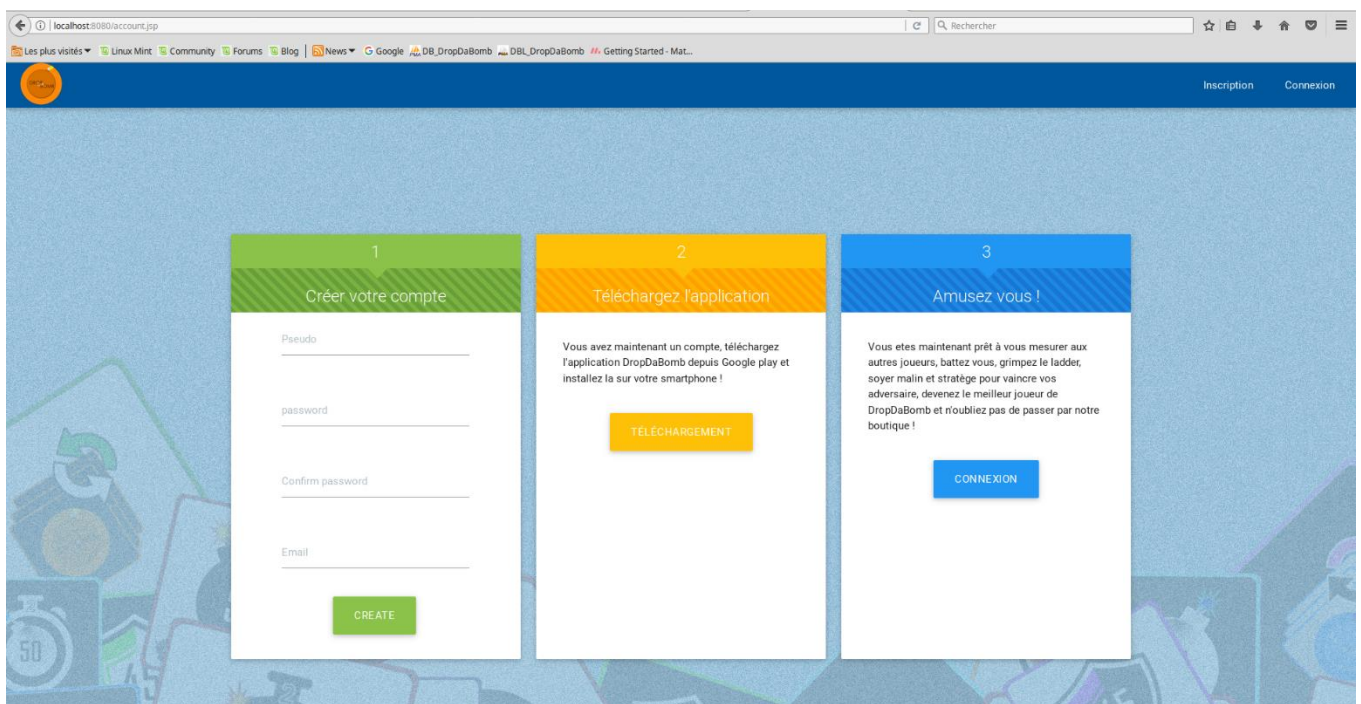 localhost:8080/account.jsp
Rechercher
Les plus visités Linux Mint Community Forums Blog News Google DB_DropDaBomb DBL_DropDaBomb Getting Started - Mat...
Inscription Connexion
1
Créer votre compte
Pseudo
password
Confirm password
Email
CREATE
2
Téléchargez l'application
Vous avez maintenant un compte, téléchargez
l'application DropDaBomb depuis Google play et
installez la sur votre smartphone !
TÉLÉCHARGEMENT
3
Amusez vous !
Vous etes maintenant prêt à vous mesurer aux
autres joueurs, battez vous, grimpez le ladder,
soyer malin et stratège pour vaincre vos
adversaire, devenez le meilleur joueur de
DropDaBomb et n'oubliez pas de passer par notre
boutique !
CONNEXION
50